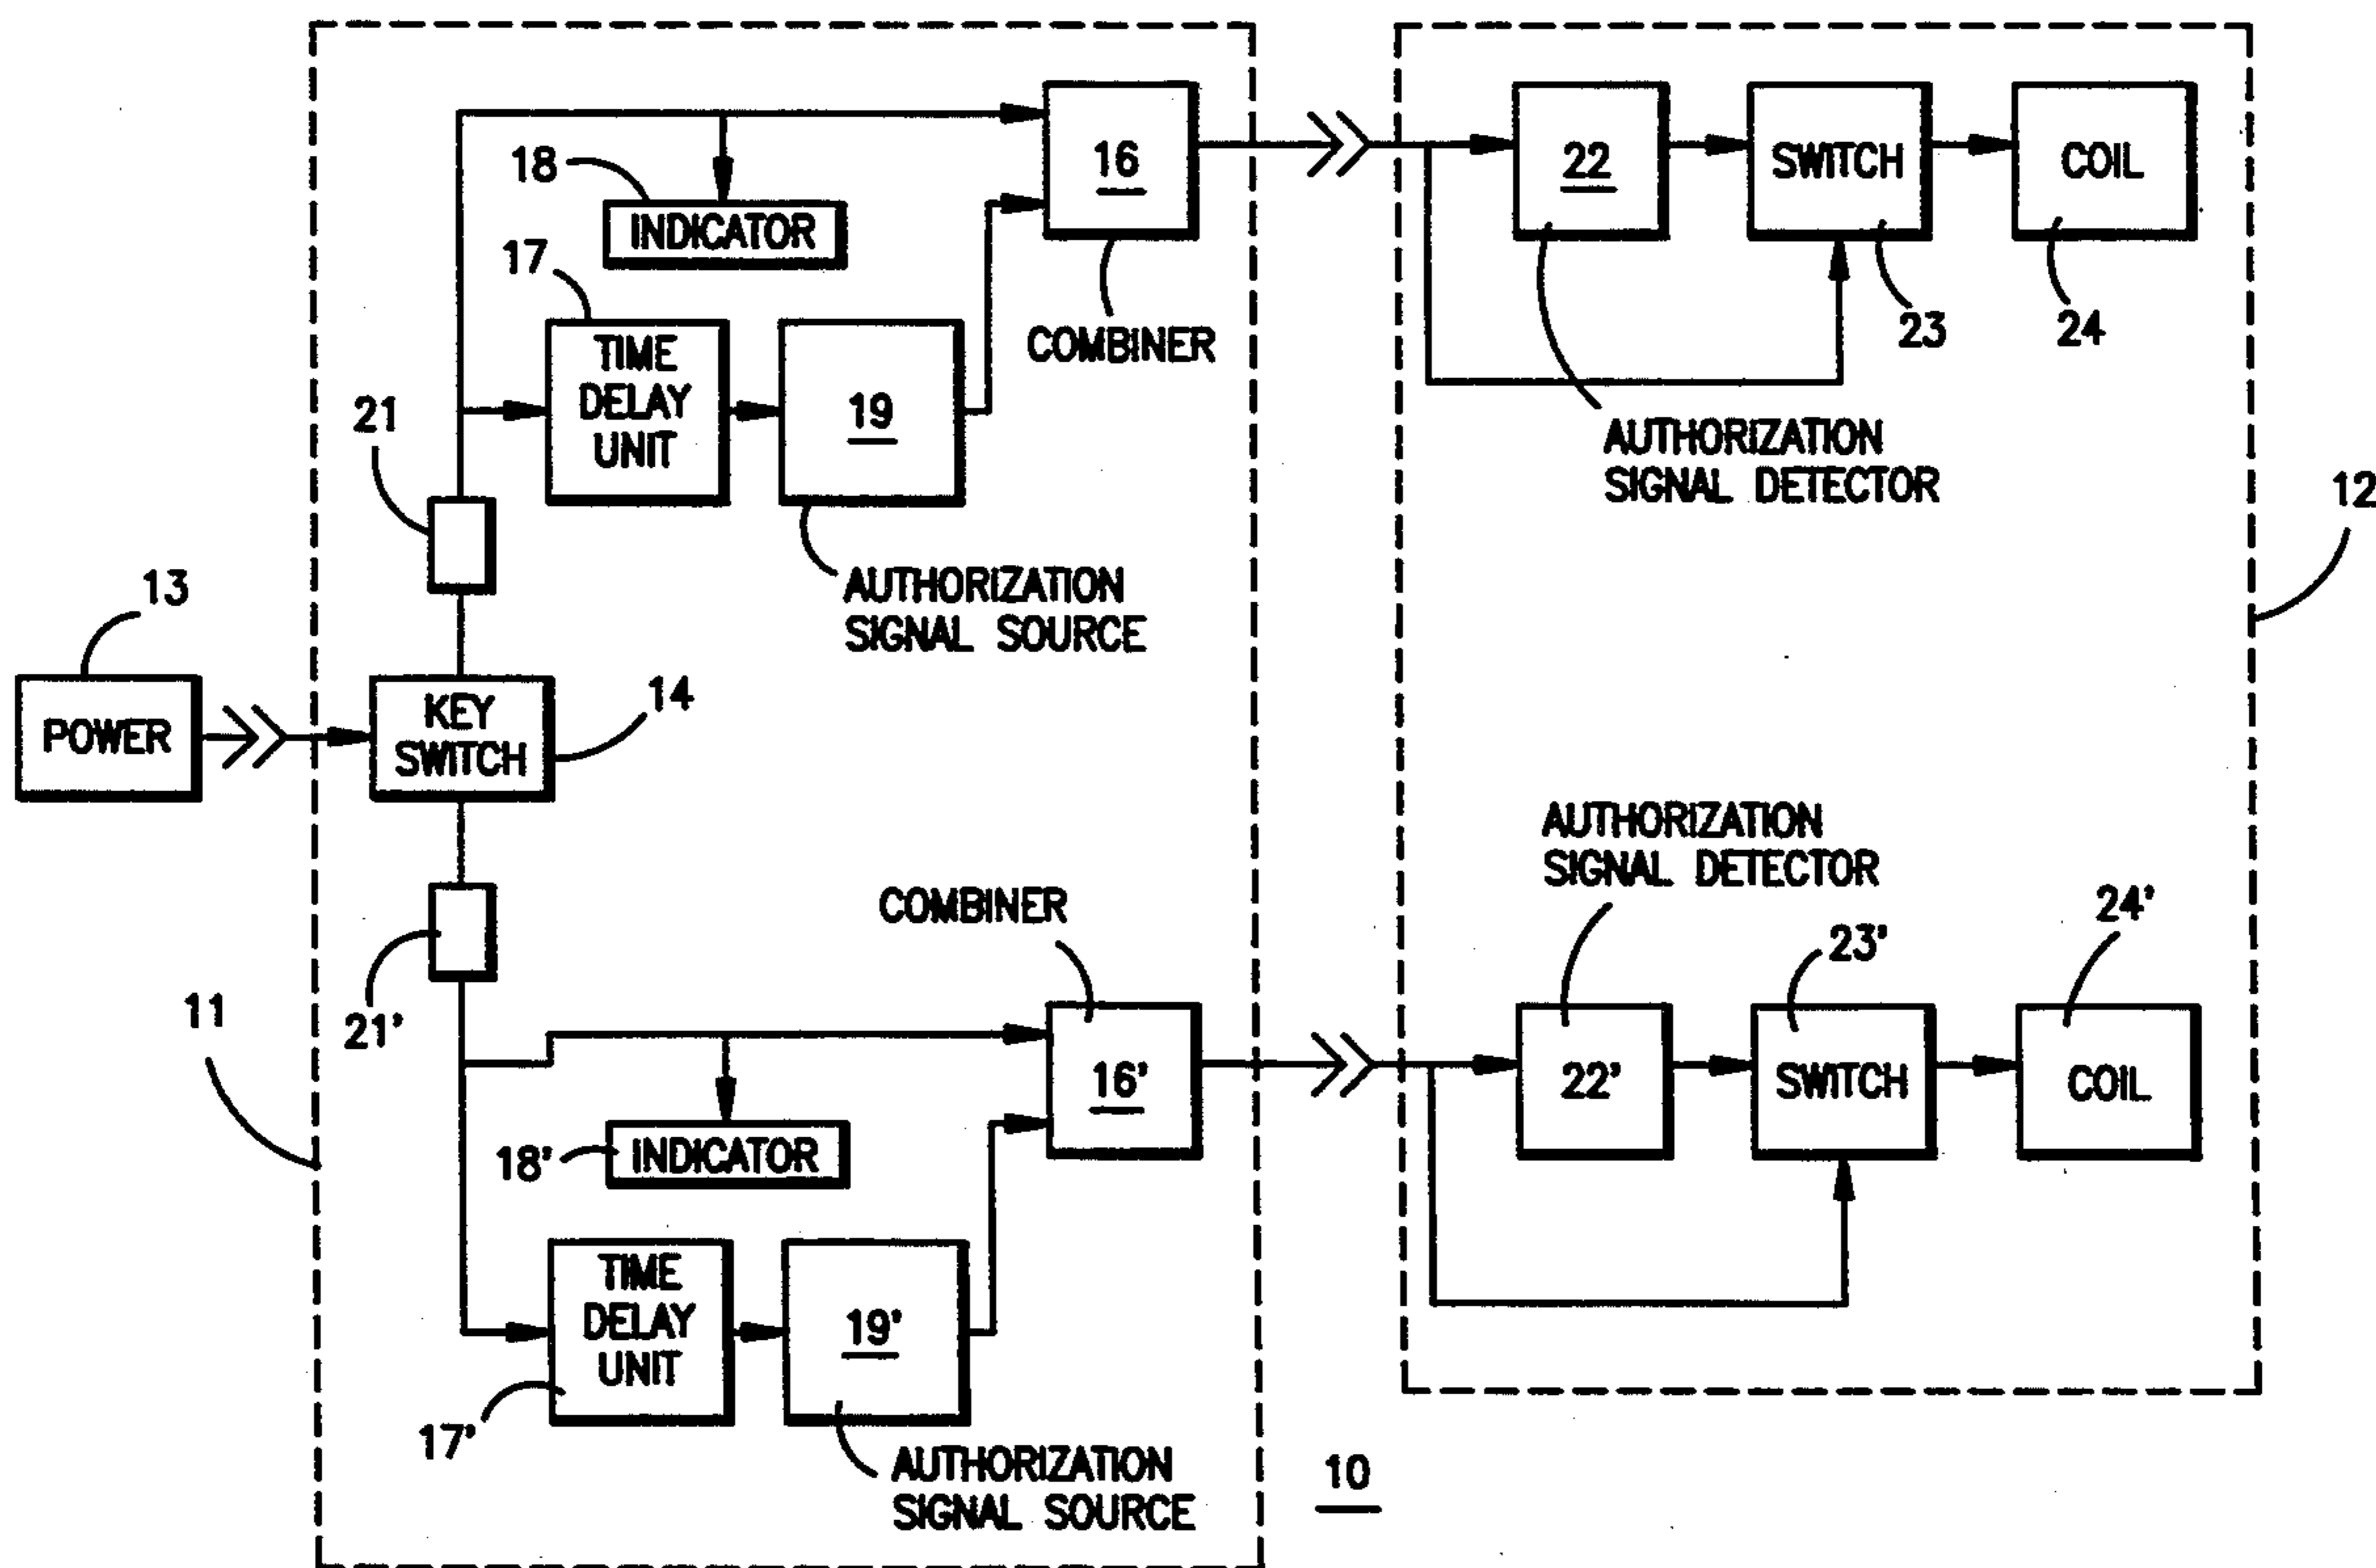 16
18
INDICATOR
17
COMBINER
TIME
DELAY
UNIT
19
21
AUTHORIZATION
SIGNAL SOURCE
13
POWER
KEY
SWITCH
14
22
SWITCH
COIL
23
24
AUTHORIZATION
SIGNAL DETECTOR
12
COMBINER
21'
11
16'
18'
INDICATOR
TIME
DELAY
UNIT
19'
17'
AUTHORIZATION
SIGNAL SOURCE
AUTHORIZATION
SIGNAL DETECTOR
23'
24'
22'
SWITCH
COIL
10